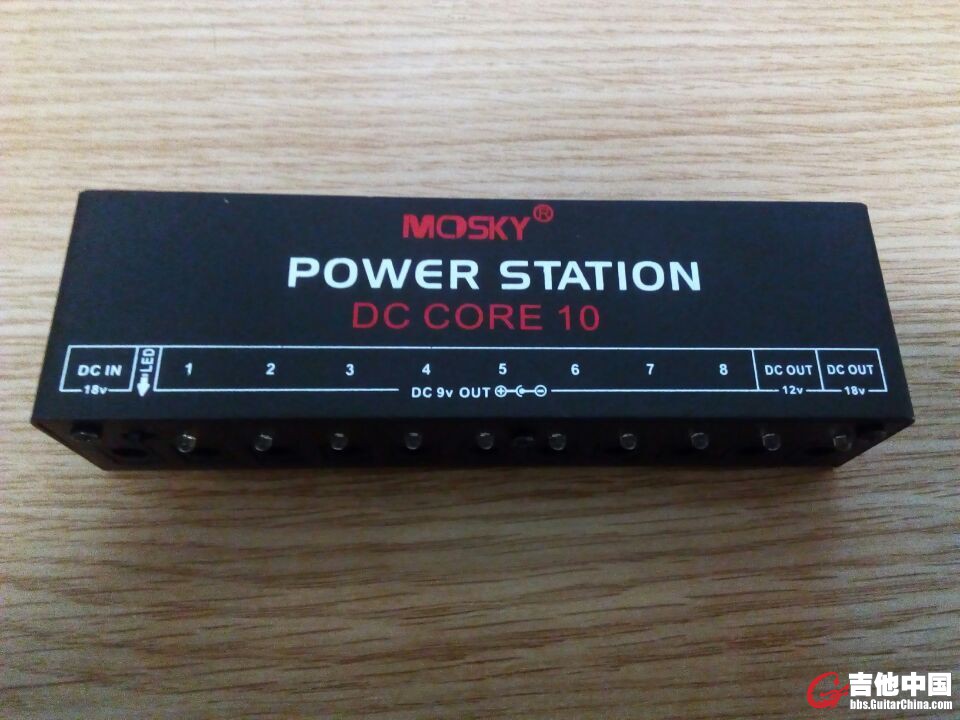 MOSKY®
POWER STATION
DC CORE 10
DC IN
18v
LED
1 2 3 4 5 6 7 8
DC 9v OUT
DC OUT
12v
DC OUT
18v
吉他中国
bbs.GuitarChina.com